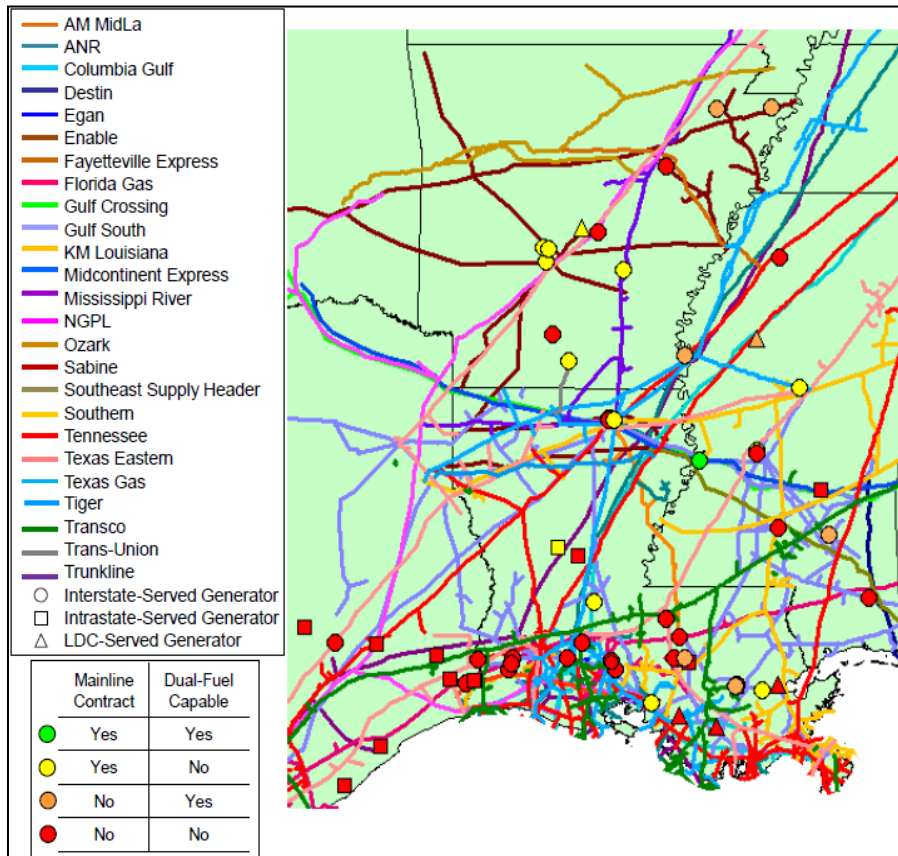 AM MidLa
ANR
Columbia Gulf
Destin
Egan
Enable
Fayetteville Express
Florida Gas
Gulf Crossing
Gulf South
KM Louisiana
Midcontinent Express
Mississippi River
NGPL
Ozark
Sabine
Southeast Supply Header
Southern
Tennessee
Texas Eastern
Texas Gas
Tiger
Transco
Trans-Union
Trunkline
Interstate-Served Generator
Intrastate-Served Generator
LDC-Served Generator
Mainline Contract Dual-Fuel Capable
Yes Yes
Yes No
No Yes
No No